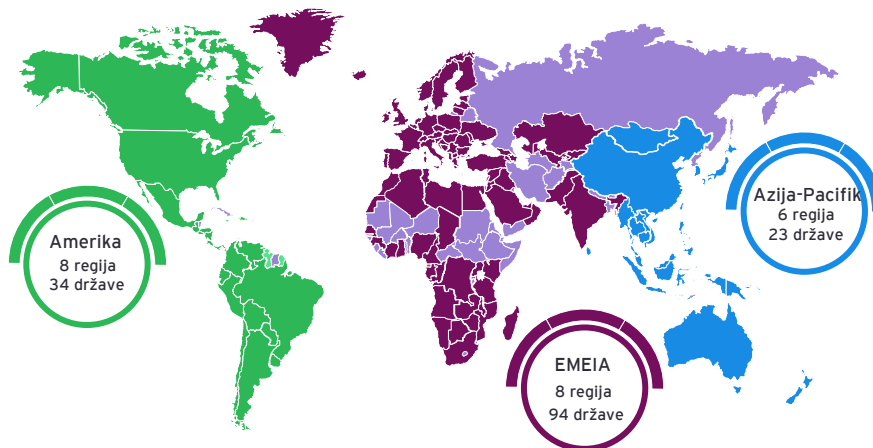 Amerika
8 regija
34 države
Azija-Pacifik
6 regija
23 države
EMEIA
8 regija
94 države